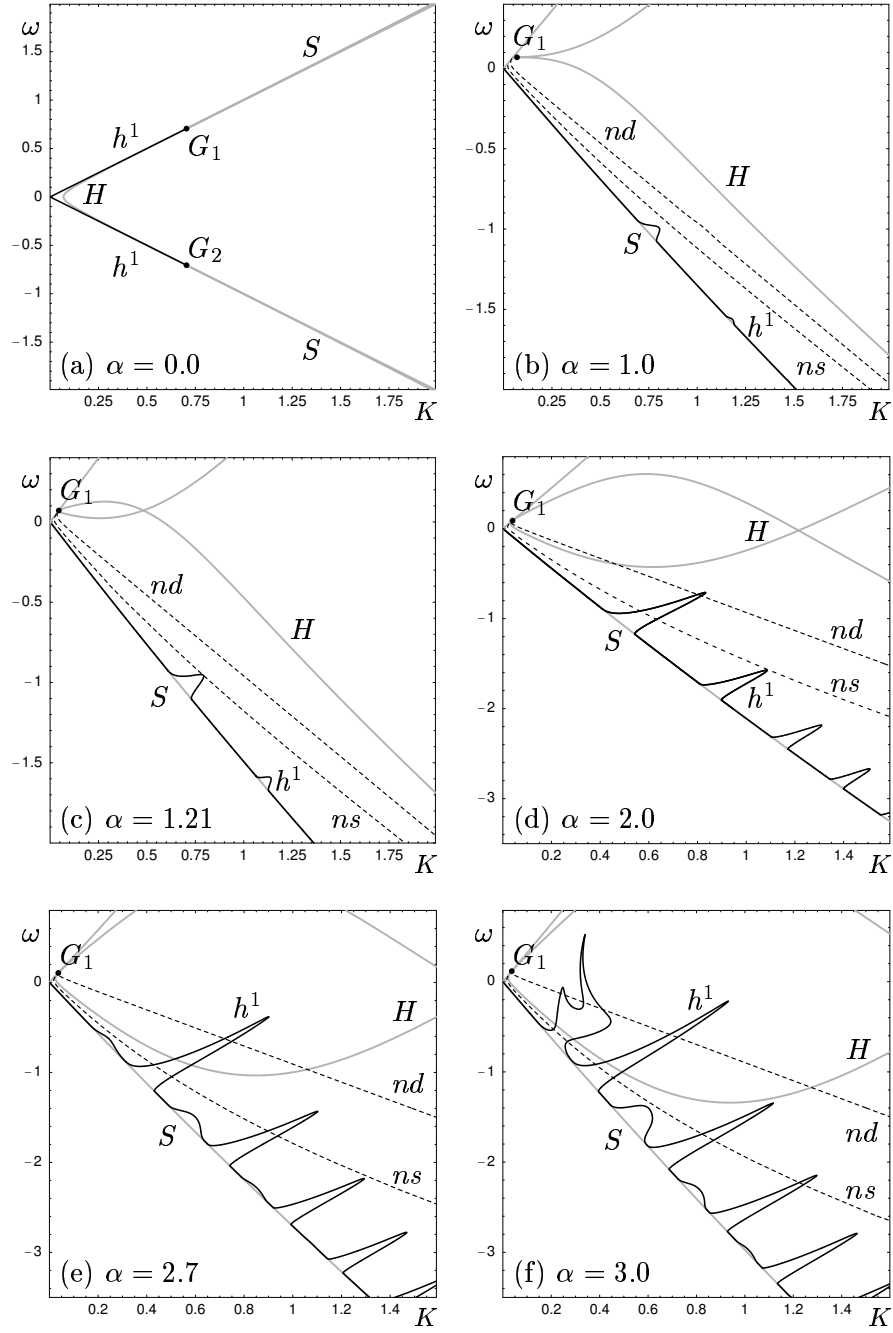 ω
1.5
1
0.5
0
−0.5
−1
−1.5
S
h¹
G₁
H
G₂
h¹
S
(a) α = 0.0
0.25 0.5 0.75 1 1.25 1.5 1.75
K
ω
0
−0.5
−1
−1.5
G₁
nd
H
S
h¹
ns
(b) α = 1.0
0.25 0.5 0.75 1 1.25 1.5 1.75
K
ω
0
−0.5
−1
−1.5
G₁
nd
H
S
h¹
ns
(c) α = 1.21
0.25 0.5 0.75 1 1.25 1.5 1.75
K
ω
0
−1
−2
−3
G₁
H
nd
S
ns
h¹
(d) α = 2.0
0.2 0.4 0.6 0.8 1 1.2 1.4
K
ω
0
−1
−2
−3
G₁
h¹
H
nd
S
ns
(e) α = 2.7
0.2 0.4 0.6 0.8 1 1.2 1.4
K
ω
0
−1
−2
−3
G₁
h¹
H
nd
S
ns
(f) α = 3.0
0.2 0.4 0.6 0.8 1 1.2 1.4
K